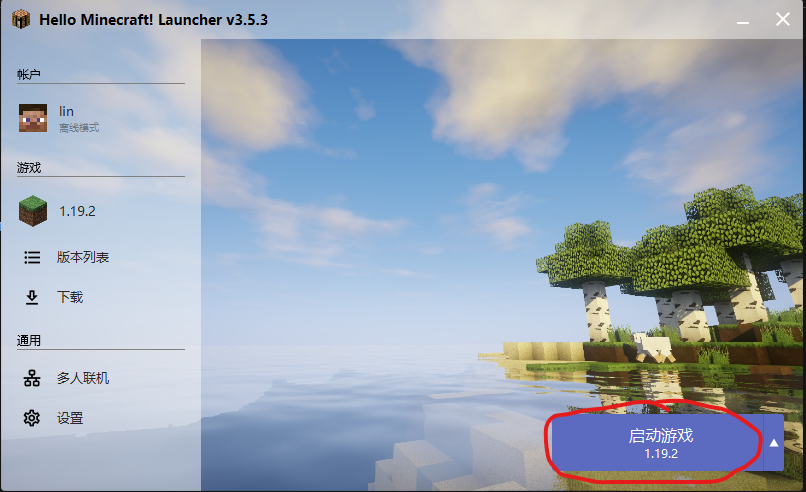 Hello Minecraft! Launcher v3.5.3
帐户
lin
离线模式
游戏
1.19.2
版本列表
下载
通用
多人联机
设置
启动游戏
1.19.2